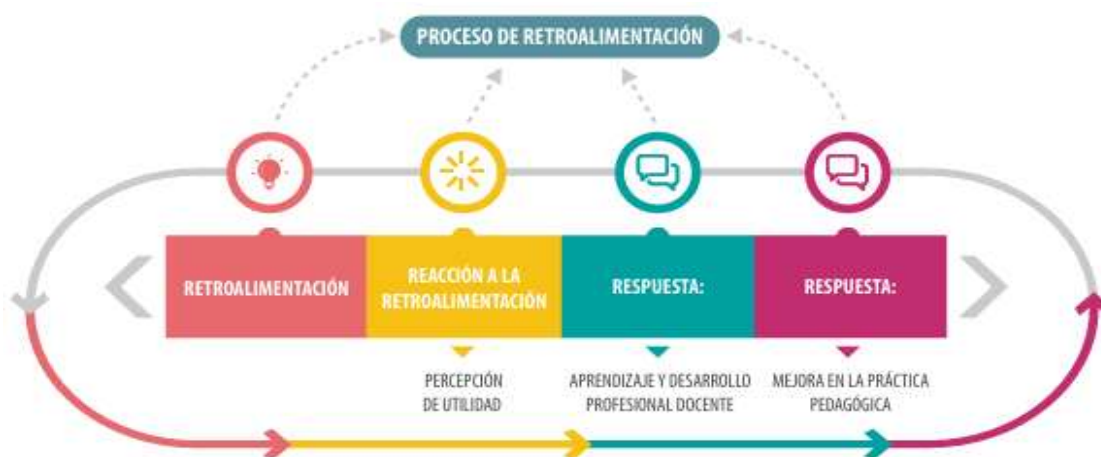 PROCESO DE RETROALIMENTACIÓN
RETROALIMENTACIÓN
REACCIÓN A LA
RETROALIMENTACIÓN
RESPUESTA:
RESPUESTA:
PERCEPCIÓN
DE UTILIDAD
APRENDIZAJE Y DESARROLLO
PROFESIONAL DOCENTE
MEJORA EN LA PRÁCTICA
PEDAGÓGICA